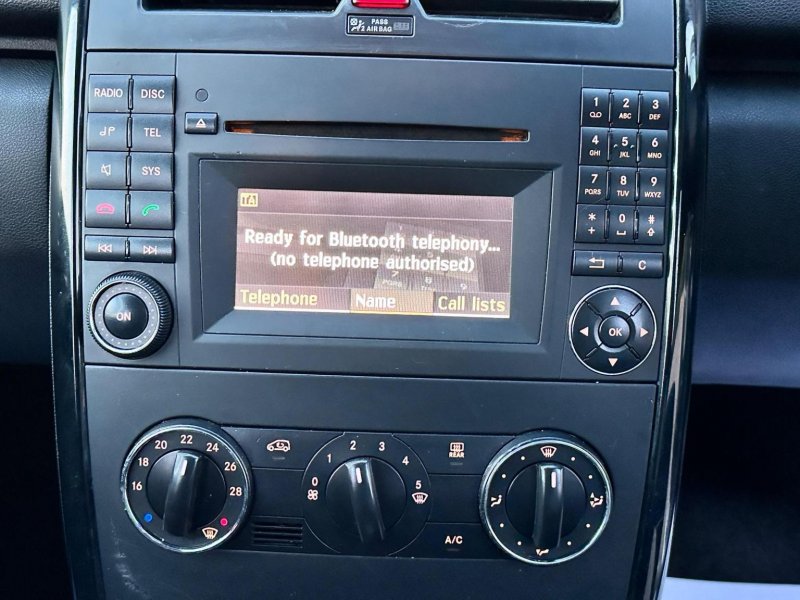 PASS
AIRBAG
RADIO DISC
TEL
SYS
TA
Ready for Bluetooth telephony...
(no telephone authorised)
Telephone Name Call lists
ON
1 2 ABC 3 DEF
4 GHI 5 JKL 6 MNO
7 PQRS 8 TUV 9 WXYZ
* + 0 #
C
OK
16 18 20 22 24 26 28
0 1 2 3 4 5
REAR
A/C